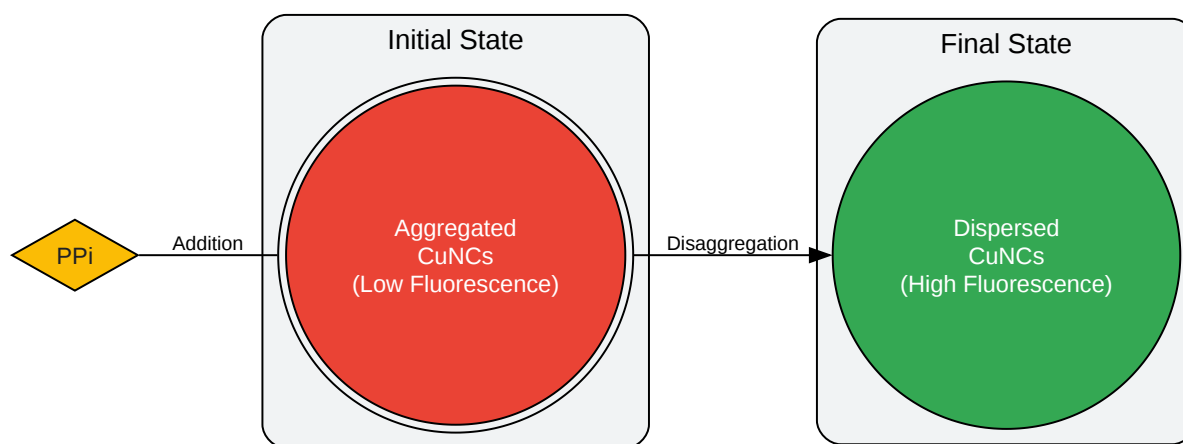 Initial State
Final State
PPi
Addition
Aggregated
CuNCs
(Low Fluorescence)
Disaggregation
Dispersed
CuNCs
(High Fluorescence)